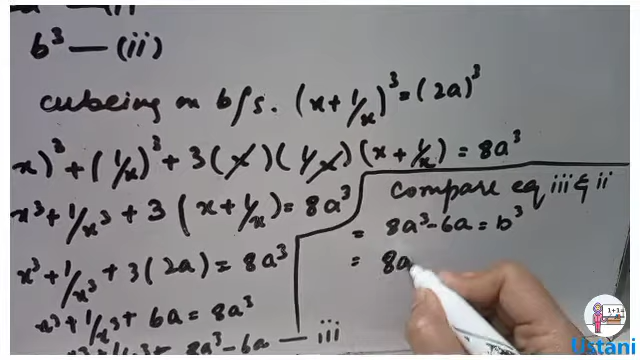 b³ — (ii)
cubeing on b/s. (x + 1/x)³ = (2a)³
x)³ + (1/x)³ + 3(x)(1/x)(x + 1/x) = 8a³
x³ + 1/x³ + 3(x + 1/x) = 8a³
x³ + 1/x³ + 3(2a) = 8a³
x³ + 1/x³ + 6a = 8a³
8a³ - 6a — iii
compare eq iii & ii
= 8a³ - 6a = b³
= 8a
1+1=
Ustani